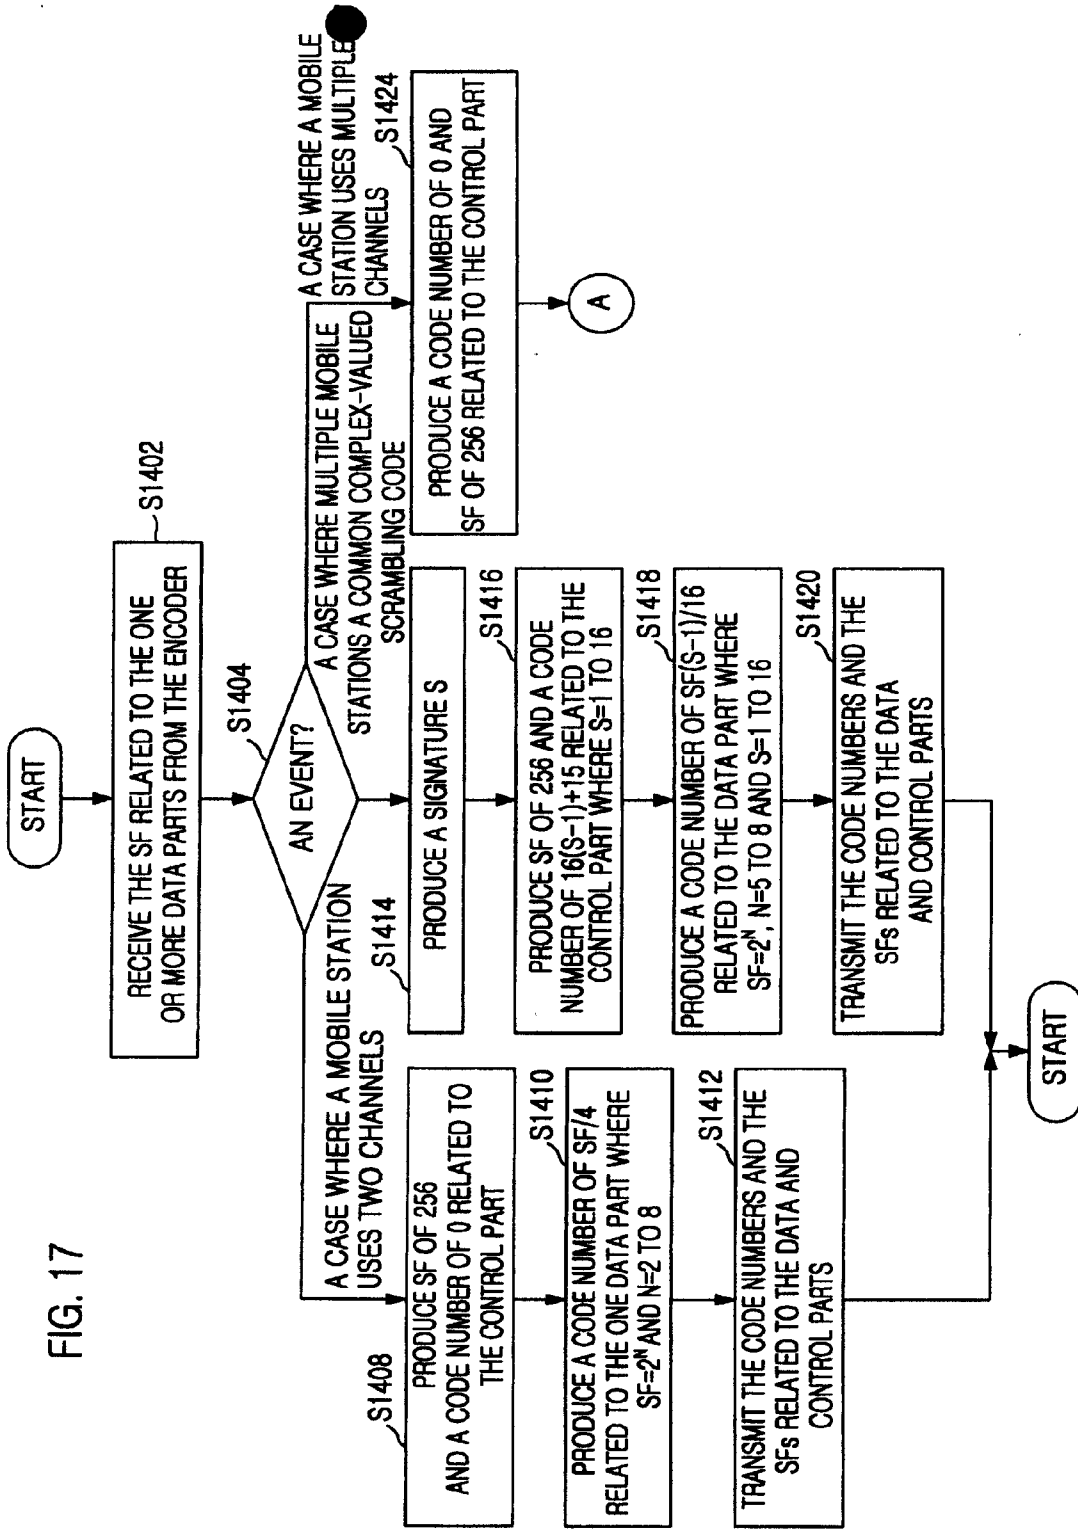 FIG. 17
START
RECEIVE THE SF RELATED TO THE ONE
OR MORE DATA PARTS FROM THE ENCODER
S1402
AN EVENT?
S1404
A CASE WHERE A MOBILE STATION
USES TWO CHANNELS
A CASE WHERE MULTIPLE MOBILE
STATIONS A COMMON COMPLEX-VALUED
SCRAMBLING CODE
A CASE WHERE A MOBILE
STATION USES MULTIPLE
CHANNELS
S1408
PRODUCE SF OF 256
AND A CODE NUMBER OF 0 RELATED TO
THE CONTROL PART
S1410
PRODUCE A CODE NUMBER OF SF/4
RELATED TO THE ONE DATA PART WHERE
SF=2^N AND N=2 TO 8
S1412
TRANSMIT THE CODE NUMBERS AND THE
SFs RELATED TO THE DATA AND
CONTROL PARTS
S1414
PRODUCE A SIGNATURE S
S1416
PRODUCE SF OF 256 AND A CODE
NUMBER OF 16(S-1)+15 RELATED TO THE
CONTROL PART WHERE S=1 TO 16
S1418
PRODUCE A CODE NUMBER OF SF(S-1)/16
RELATED TO THE DATA PART WHERE
SF=2^N, N=5 TO 8 AND S=1 TO 16
S1420
TRANSMIT THE CODE NUMBERS AND THE
SFs RELATED TO THE DATA
AND CONTROL PARTS
S1424
PRODUCE A CODE NUMBER OF 0 AND
SF OF 256 RELATED TO THE CONTROL PART
A
START